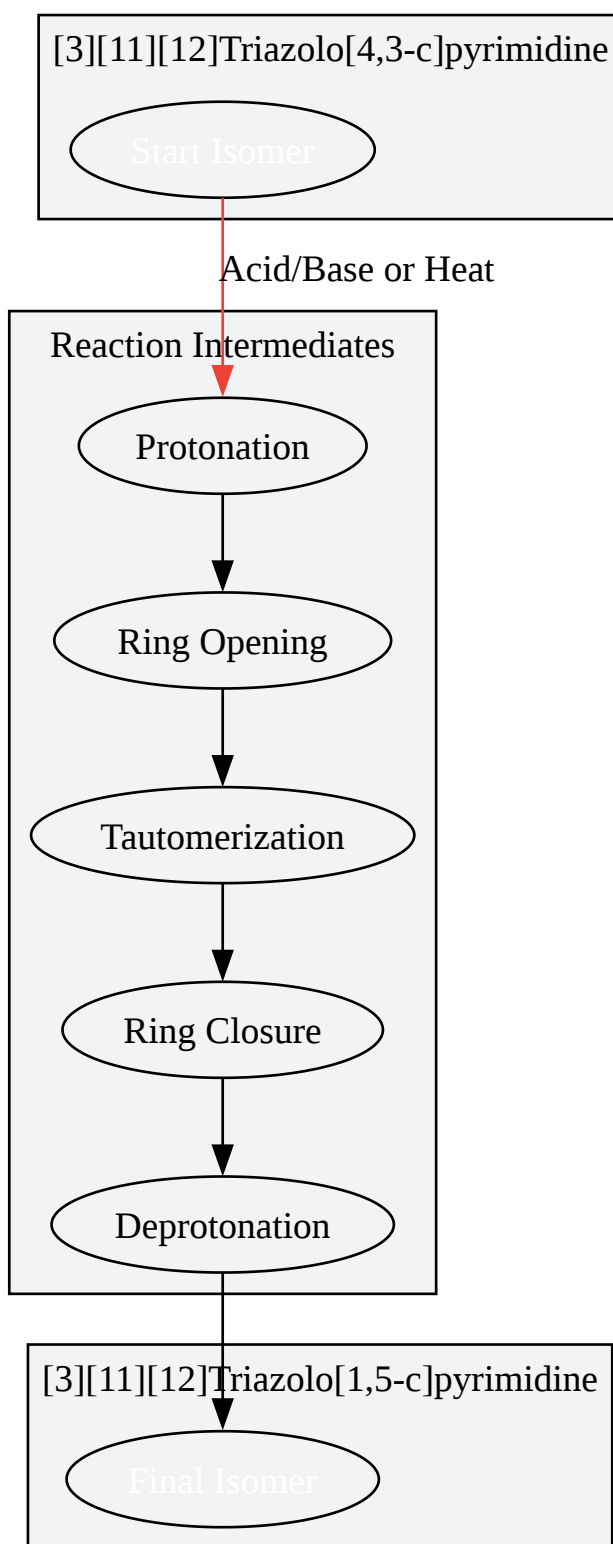 [3][11][12]Triazolo[4,3-c]pyrimidine
Start Isomer
Acid/Base or Heat
Reaction Intermediates
Protonation
Ring Opening
Tautomerization
Ring Closure
Deprotonation
[3][11][12]Triazolo[1,5-c]pyrimidine
Final Isomer